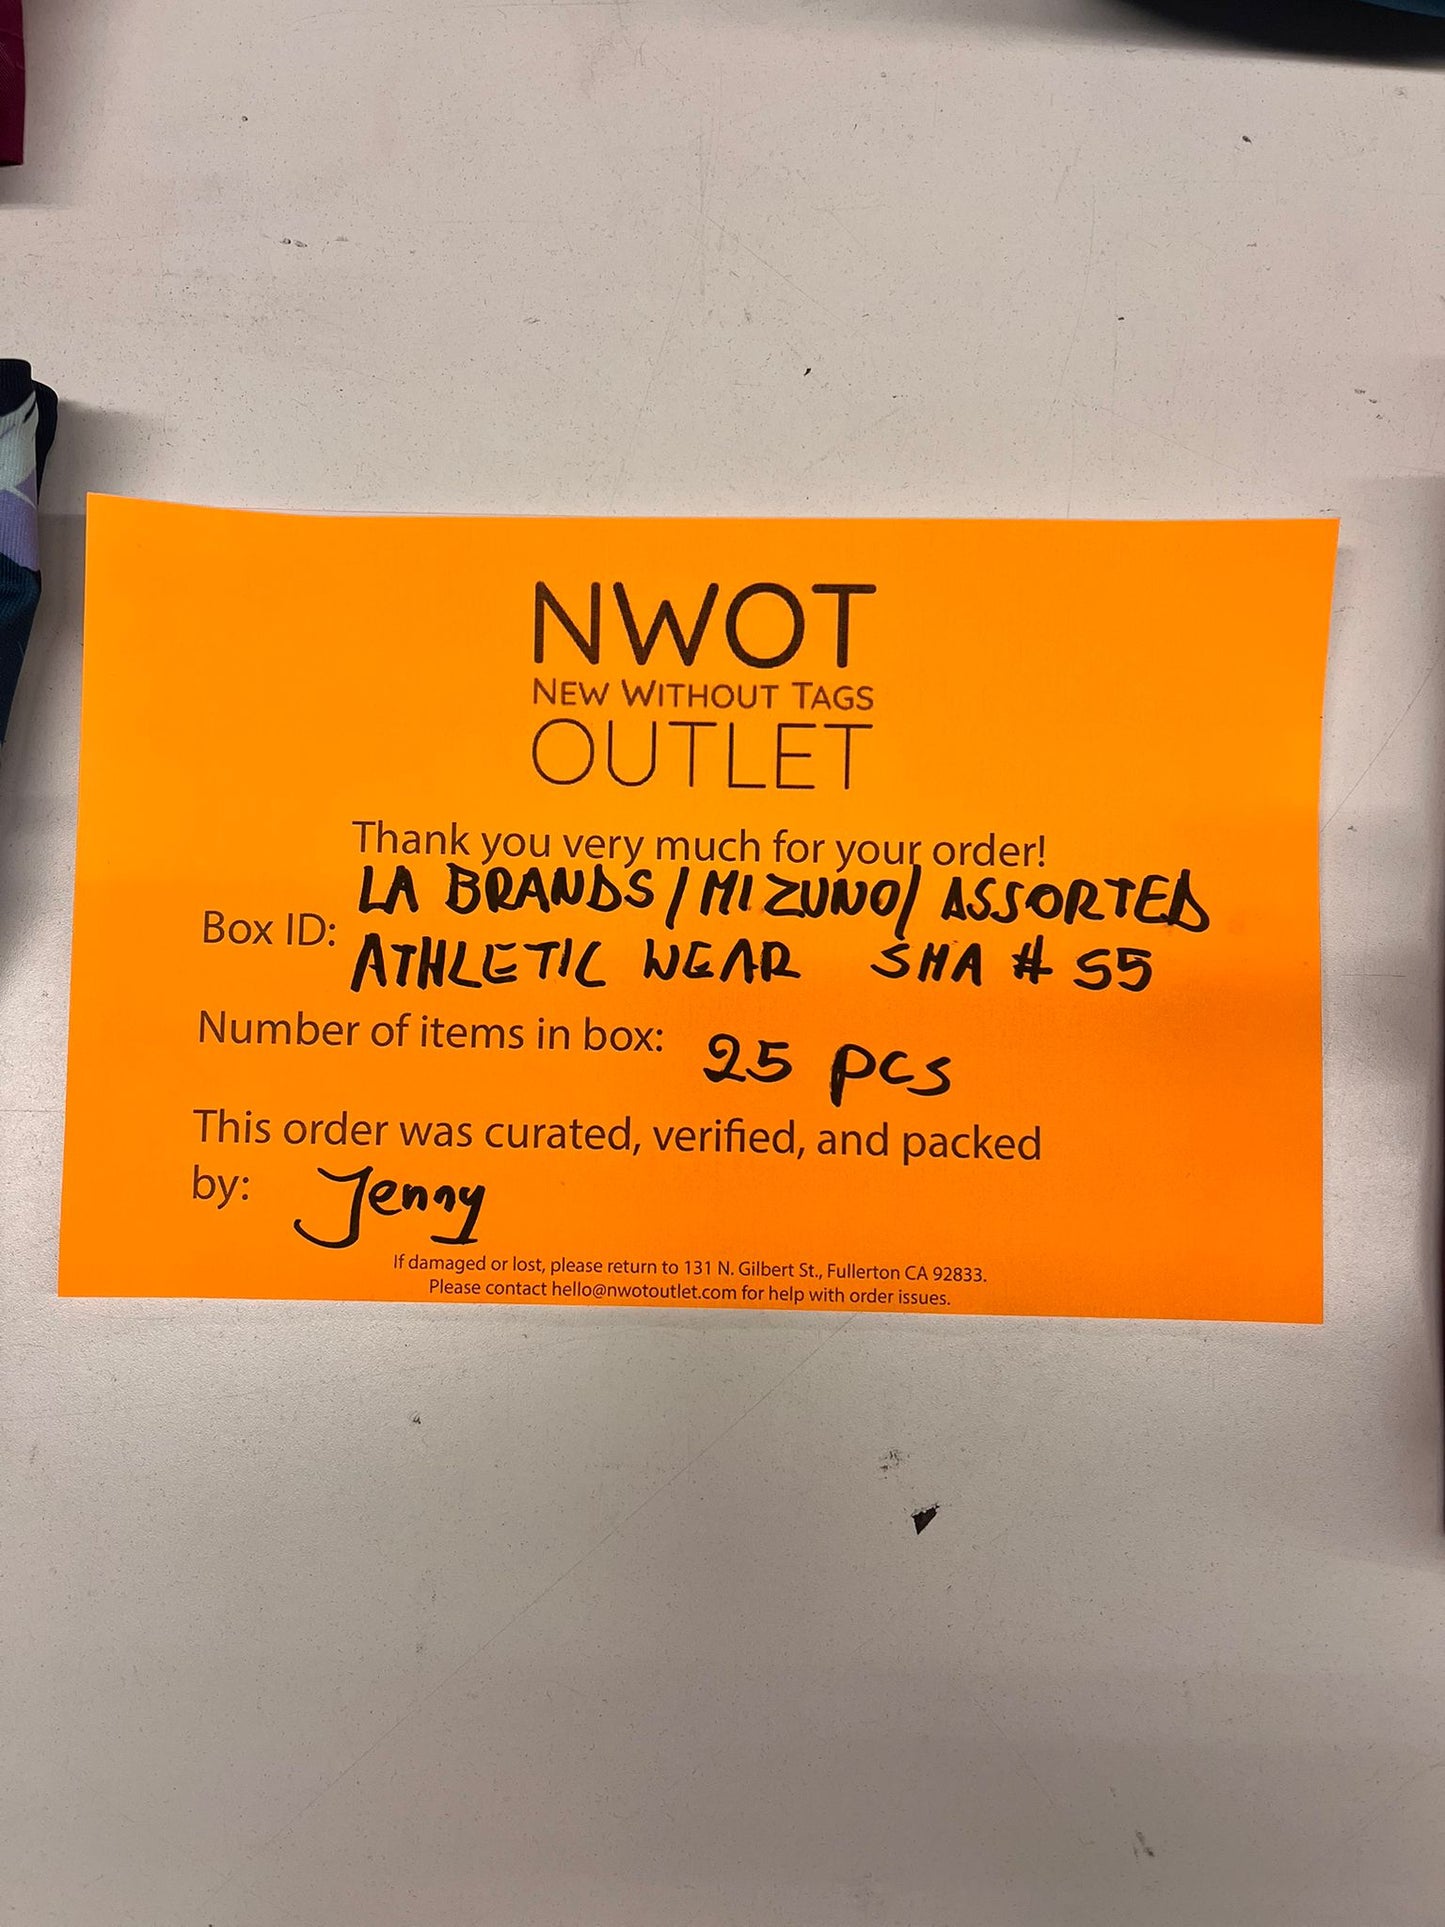 NWOT
NEW WITHOUT TAGS
OUTLET
Thank you very much for your order!
LA BRANDS / MIZUNO / ASSORTED
Box ID: ATHLETIC WEAR SHA # 55
Number of items in box: 25 pcs
This order was curated, verified, and packed
by: Jenny
If damaged or lost, please return to 131 N. Gilbert St., Fullerton CA 92833.
Please contact hello@nwotoutlet.com for help with order issues.